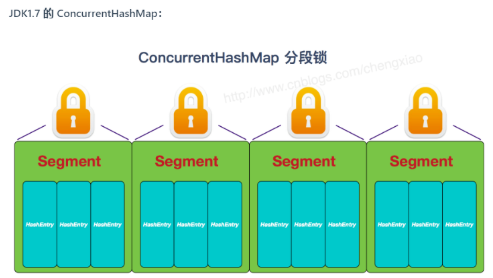 JDK1.7 的 ConcurrentHashMap：
ConcurrentHashMap 分段锁
http://www.cnblogs.com/chengxiao
Segment Segment Segment Segment
HashEntry HashEntry HashEntry HashEntry HashEntry HashEntry HashEntry HashEntry HashEntry HashEntry HashEntry HashEntry